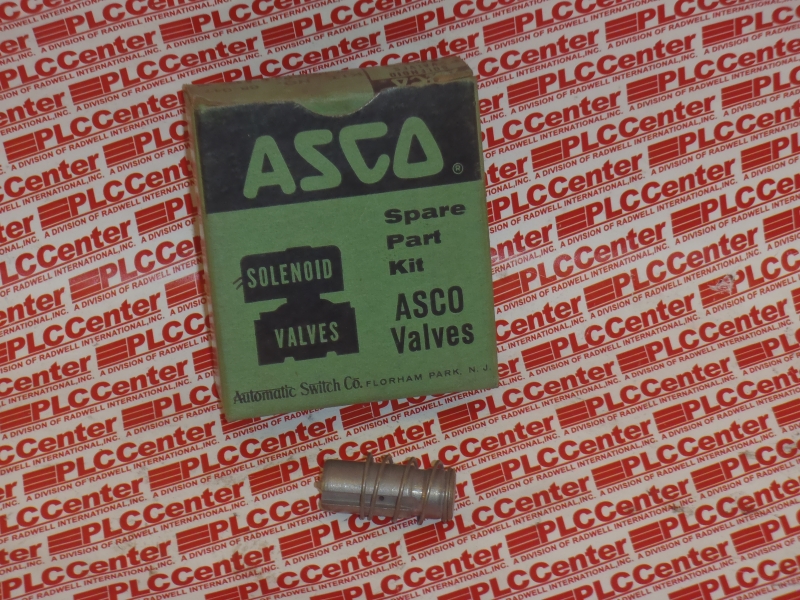 ASCO®
Spare
Part
Kit
SOLENOID
VALVES
ASCO
Valves
Automatic Switch Co. FLORHAM PARK, N. J.
PLCCenter
A DIVISION OF RADWELL INTERNATIONAL, INC.